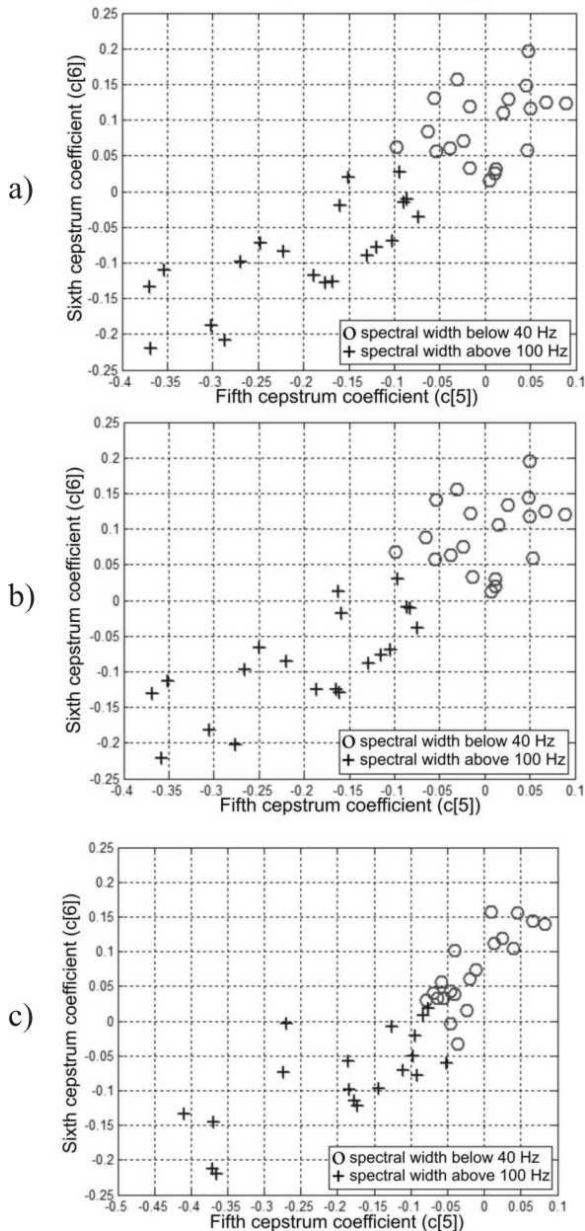 a)
Sixth cepstrum coefficient (c[6])
0.25
0.2
0.15
0.1
0.05
0
-0.05
-0.1
-0.15
-0.2
-0.25
O spectral width below 40 Hz
+ spectral width above 100 Hz
-0.4 -0.35 -0.3 -0.25 -0.2 -0.15 -0.1 -0.05 0 0.05 0.1
Fifth cepstrum coefficient (c[5])
b)
Sixth cepstrum coefficient (c[6])
0.25
0.2
0.15
0.1
0.05
0
-0.05
-0.1
-0.15
-0.2
-0.25
O spectral width below 40 Hz
+ spectral width above 100 Hz
-0.4 -0.35 -0.3 -0.25 -0.2 -0.15 -0.1 -0.05 0 0.05 0.1
Fifth cepstrum coefficient (c[5])
c)
Sixth cepstrum coefficient (c[6])
0.25
0.2
0.15
0.1
0.05
0
-0.05
-0.1
-0.15
-0.2
0.25
O spectral width below 40 Hz
+ spectral width above 100 Hz
-0.5 -0.45 -0.4 -0.35 -0.3 -0.25 -0.2 -0.15 -0.1 -0.05 0 0.05 0.1
Fifth cepstrum coefficient (c[5])